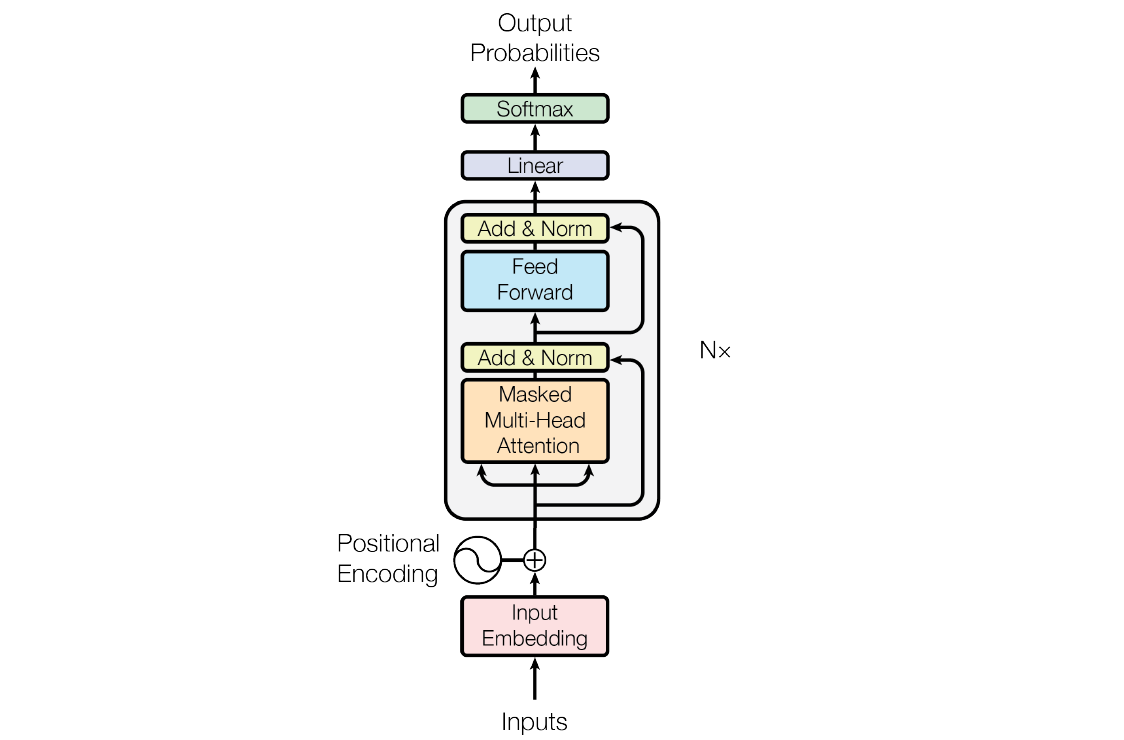 Output
Probabilities
Softmax
Linear
Add & Norm
Feed
Forward
Add & Norm
Masked
Multi-Head
Attention
N×
Positional
Encoding
Input
Embedding
Inputs